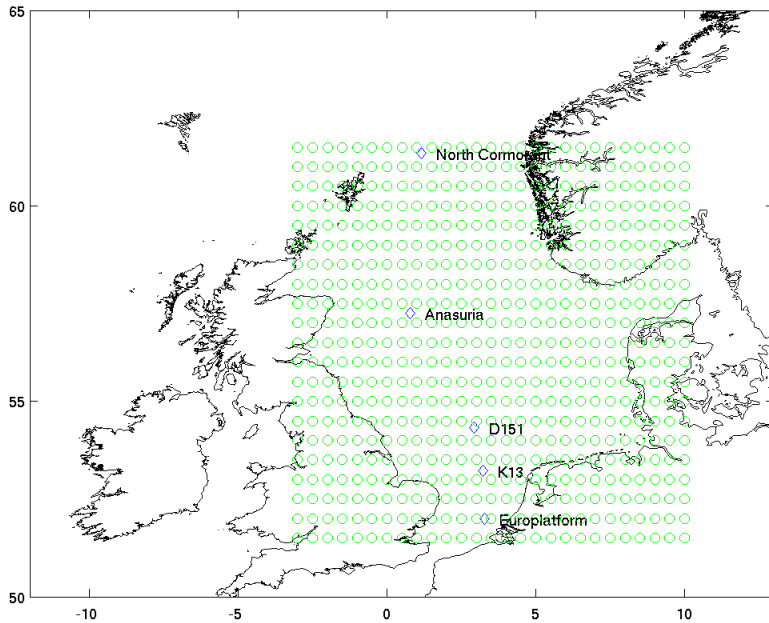 65
60
55
50
North Cormorant
Anasuria
D151
K13
Europlatform
-10 -5 0 5 10